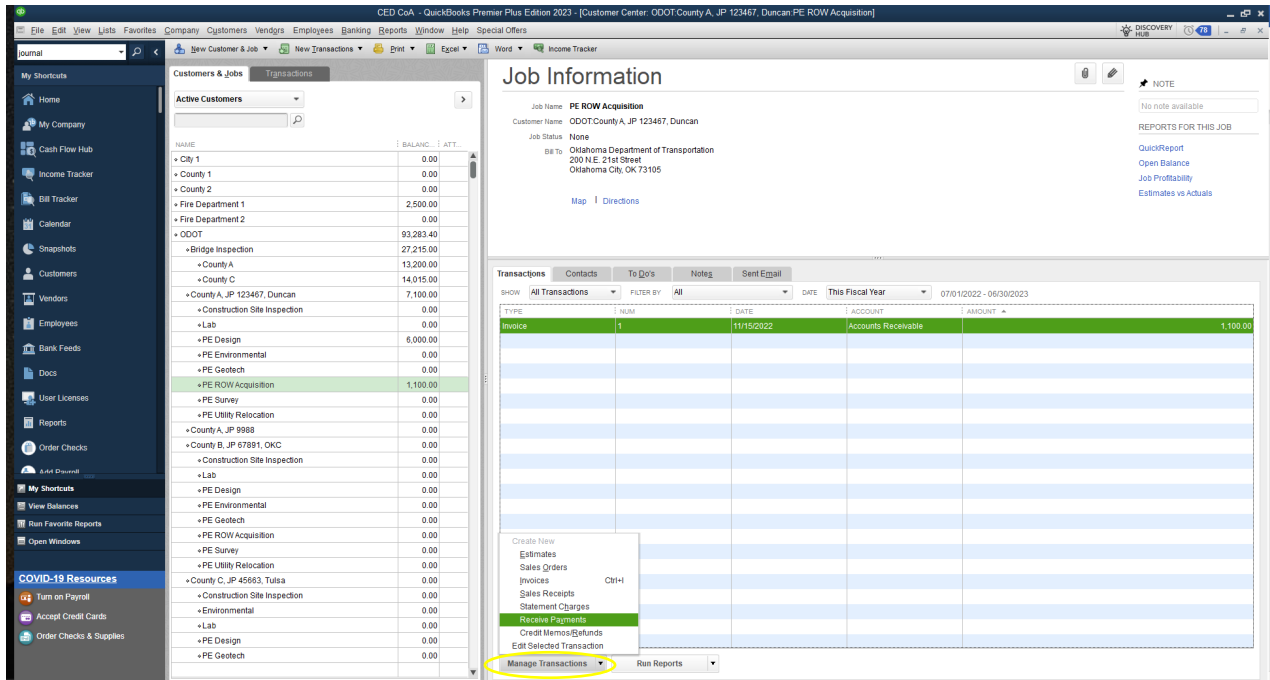 CED CoA - QuickBooks Premier Plus Edition 2023 - [Customer Center: ODOT:County A, JP 123467, Duncan:PE ROW Acquisition]
File Edit View Lists Favorites Company Customers Vendors Employees Banking Reports Window Help Special Offers
DISCOVERY HUB 78
journal
New Customer & Job New Transactions Print Excel Word Income Tracker
My Shortcuts
Home
My Company
Cash Flow Hub
Income Tracker
Bill Tracker
Calendar
Snapshots
Customers
Vendors
Employees
Bank Feeds
Docs
User Licenses
Reports
Order Checks
Add Payroll
My Shortcuts
View Balances
Run Favorite Reports
Open Windows
COVID-19 Resources
Turn on Payroll
Accept Credit Cards
Order Checks & Supplies
Customers & Jobs Transactions
Active Customers
NAME BALANC... ATT...
City 1 0.00
County 1 0.00
County 2 0.00
Fire Department 1 2,500.00
Fire Department 2 0.00
ODOT 93,283.40
Bridge Inspection 27,215.00
County A 13,200.00
County C 14,015.00
County A, JP 123467, Duncan 7,100.00
Construction Site Inspection 0.00
Lab 0.00
PE Design 6,000.00
PE Environmental 0.00
PE Geotech 0.00
PE ROW Acquisition 1,100.00
PE Survey 0.00
PE Utility Relocation 0.00
County A, JP 9988 0.00
County B, JP 67891, OKC 0.00
Construction Site Inspection 0.00
Lab 0.00
PE Design 0.00
PE Environmental 0.00
PE Geotech 0.00
PE ROW Acquisition 0.00
PE Survey 0.00
PE Utility Relocation 0.00
County C, JP 45663, Tulsa 0.00
Construction Site Inspection 0.00
Environmental 0.00
Lab 0.00
PE Design 0.00
PE Geotech 0.00
Job Information
Job Name PE ROW Acquisition
Customer Name ODOT:County A, JP 123467, Duncan
Job Status None
Bill To Oklahoma Department of Transportation
200 N.E. 21st Street
Oklahoma City, OK 73105
Map | Directions
NOTE
No note available
REPORTS FOR THIS JOB
QuickReport
Open Balance
Job Profitability
Estimates vs Actuals
Transactions Contacts To Do's Notes Sent Email
SHOW All Transactions FILTER BY All DATE This Fiscal Year 07/01/2022 - 06/30/2023
TYPE NUM DATE ACCOUNT AMOUNT
Invoice 1 11/15/2022 Accounts Receivable 1,100.00
Create New
Estimates
Sales Orders
Invoices Ctrl+I
Sales Receipts
Statement Charges
Receive Payments
Credit Memos/Refunds
Edit Selected Transaction
Manage Transactions Run Reports